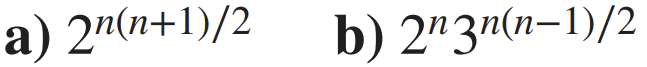 a) 2^{n(n+1)/2} b) 2^n 3^{n(n−1)/2}